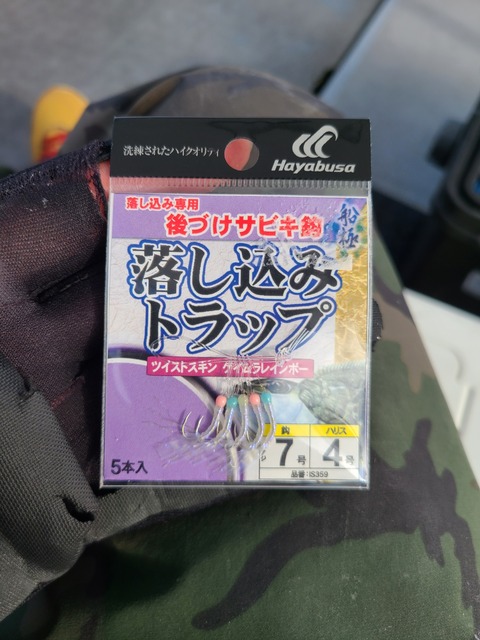 洗練されたハイクオリティ
Hayabusa
落し込み専用
後づけサビキ鈎
船極
落し込み
トラップ
ツイストスキン ケイムラレインボー
鈎 ハリス
7号 4号
品番:IS359
5本入